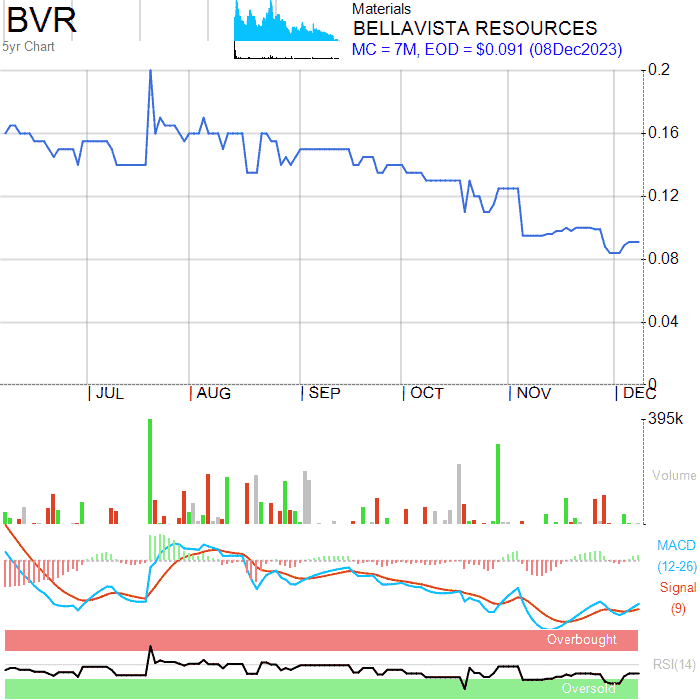 BVR
5yr Chart
Materials
BELLAVISTA RESOURCES
MC = 7M, EOD = $0.091 (08Dec2023)
0.2
0.16
0.12
0.08
0.04
0
JUL AUG SEP OCT NOV DEC
395k
Volume
MACD
(12-26)
Signal
(9)
Overbought
RSI(14)
Oversold